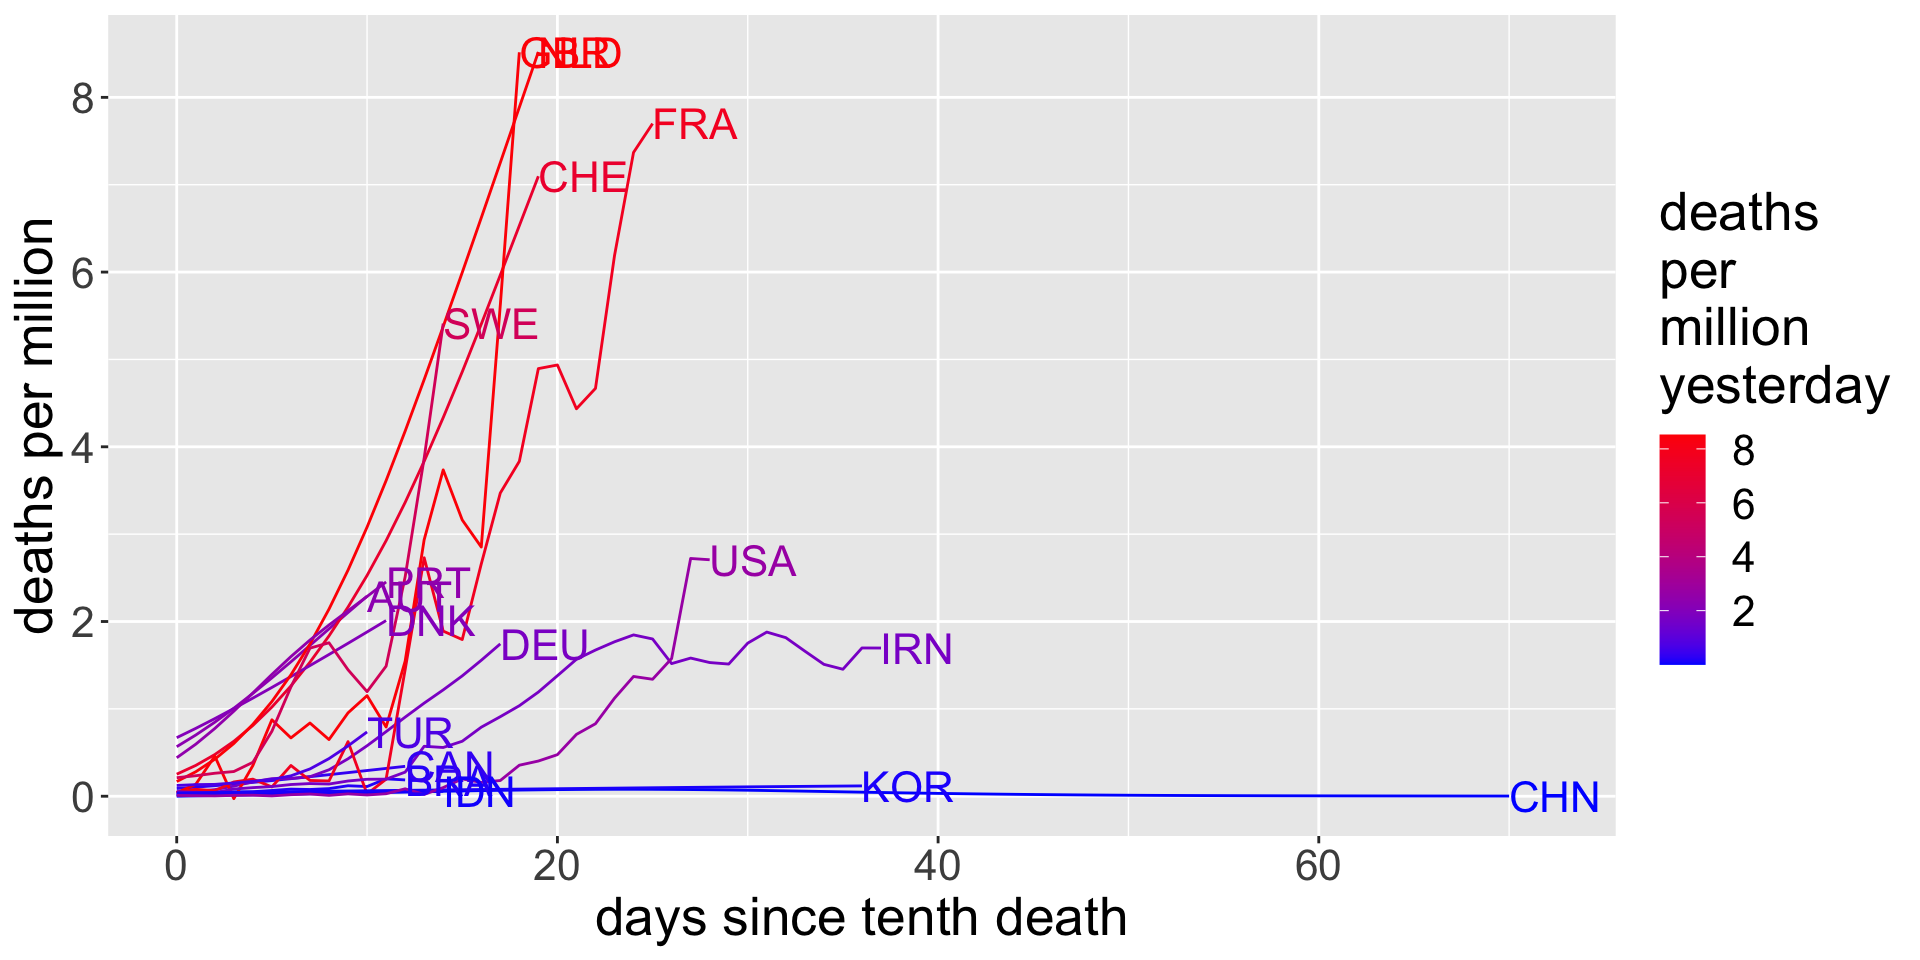 GBR
NLD
8
FRA
CHE
6
SWE
4
USA
PRT
AUT
DNK
2
DEU
IRN
TUR
CAN
BRA
IDN
KOR
CHN
0
0 20 40 60
days since tenth death
deaths per million
deaths
per
million
yesterday
8
6
4
2